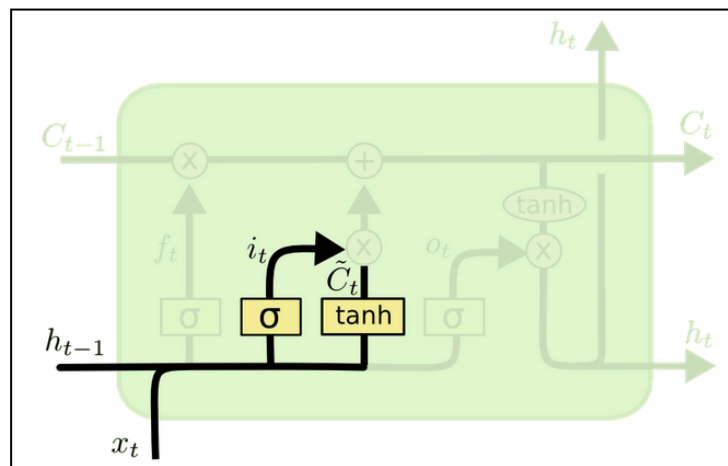 h_t
C_{t-1}
x
+
C_t
tanh
f_t
i_t
x
o_t
x
C̃_t
σ
σ
tanh
σ
h_{t-1}
h_t
x_t